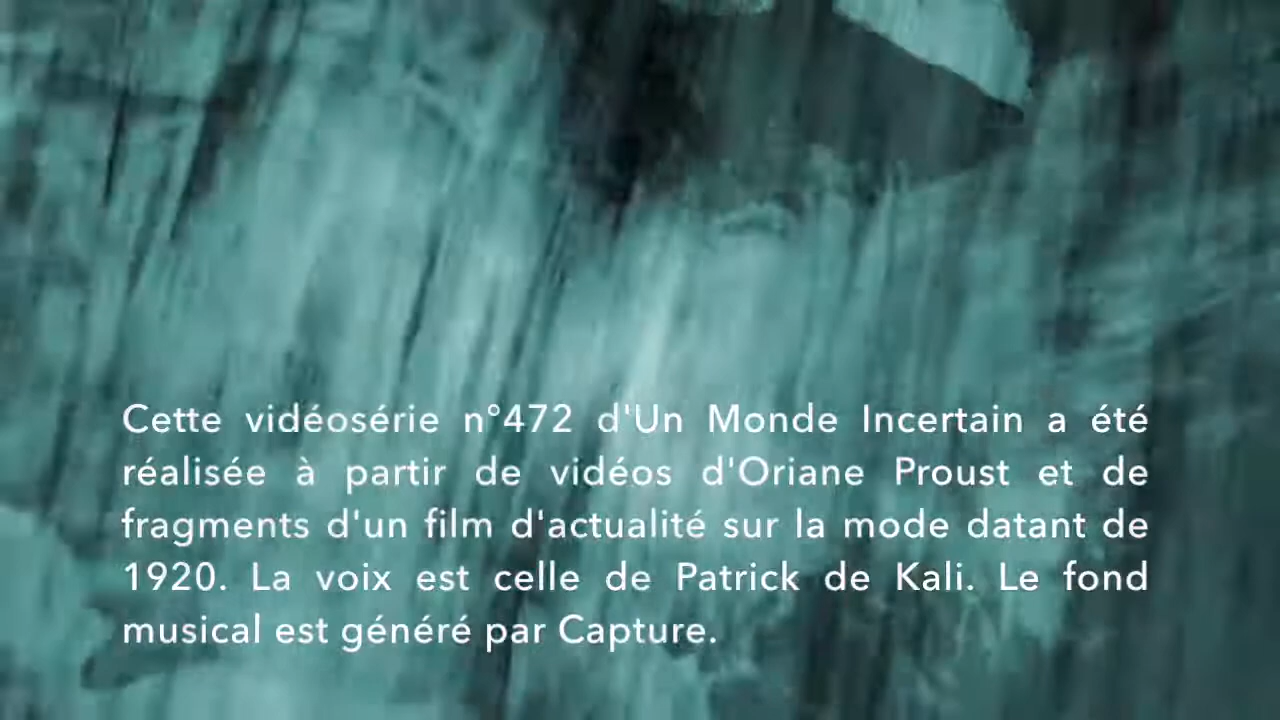 Cette vidéosérie n°472 d'Un Monde Incertain a été
réalisée à partir de vidéos d'Oriane Proust et de
fragments d'un film d'actualité sur la mode datant de
1920. La voix est celle de Patrick de Kali. Le fond
musical est généré par Capture.